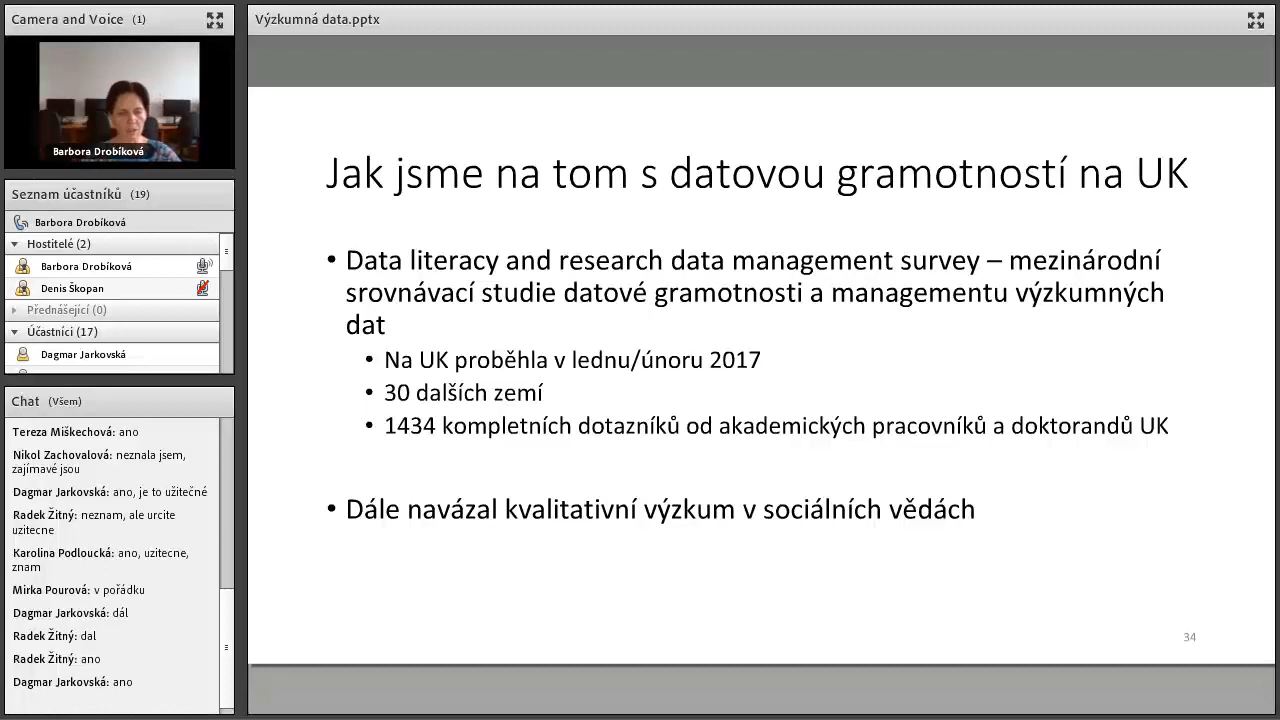 Camera and Voice (1)
Barbora Drobíková
Seznam účastníků (19)
Barbora Drobíková
Hostitelé (2)
Barbora Drobíková
Denis Škopan
Přednášející (0)
Účastníci (17)
Dagmar Jarkovská
Chat (Všem)
Tereza Miškechová: ano
Nikol Zachovalová: neznala jsem,
zajímavé jsou
Dagmar Jarkovská: ano, je to užitečné
Radek Žitný: neznam, ale urcite
uzitecne
Karolina Podloucká: ano, uzitecne,
znam
Mirka Pourová: v pořádku
Dagmar Jarkovská: dál
Radek Žitný: dal
Radek Žitný: ano
Dagmar Jarkovská: ano
Výzkumná data.pptx
Jak jsme na tom s datovou gramotností na UK
• Data literacy and research data management survey – mezinárodní
srovnávací studie datové gramotnosti a managementu výzkumných
dat
• Na UK proběhla v lednu/únoru 2017
• 30 dalších zemí
• 1434 kompletních dotazníků od akademických pracovníků a doktorandů UK
• Dále navázal kvalitativní výzkum v sociálních vědách
34